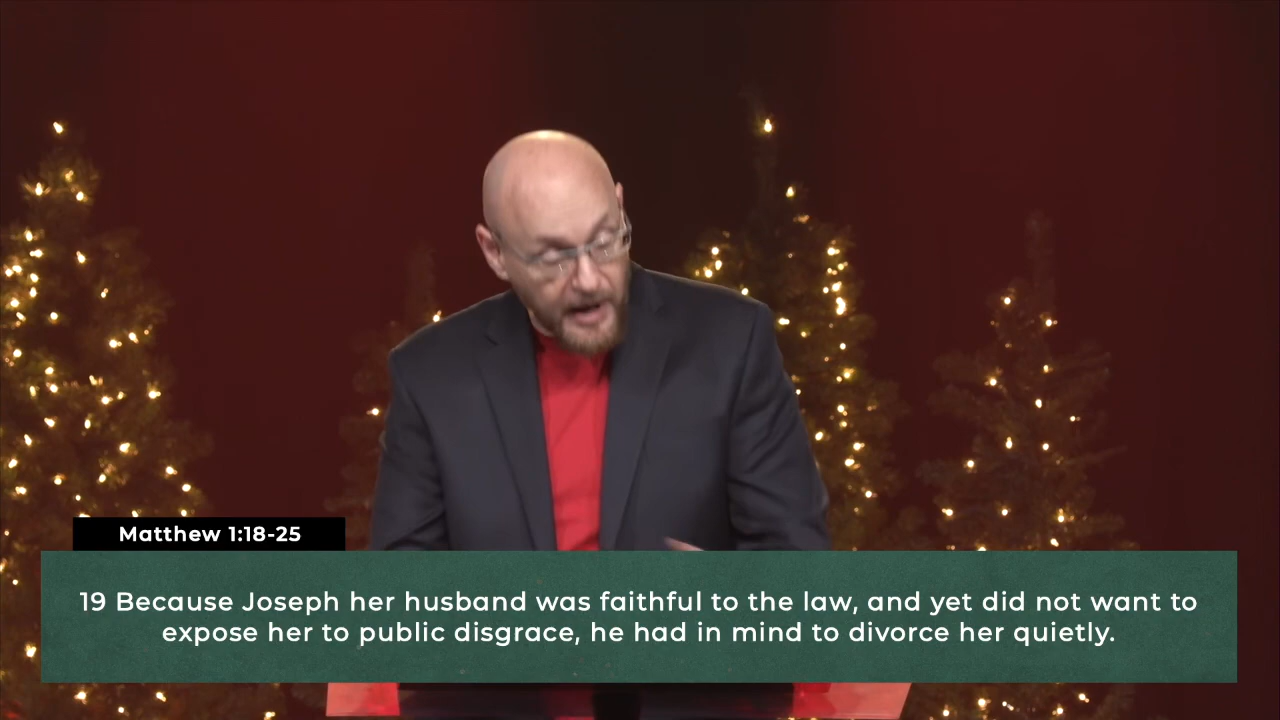 Matthew 1:18-25
19 Because Joseph her husband was faithful to the law, and yet did not want to
expose her to public disgrace, he had in mind to divorce her quietly.